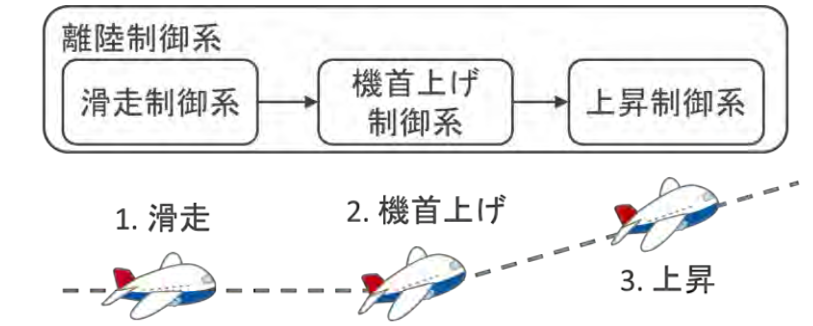 離陸制御系
滑走制御系
機首上げ
制御系
上昇制御系
1. 滑走
2. 機首上げ
3. 上昇